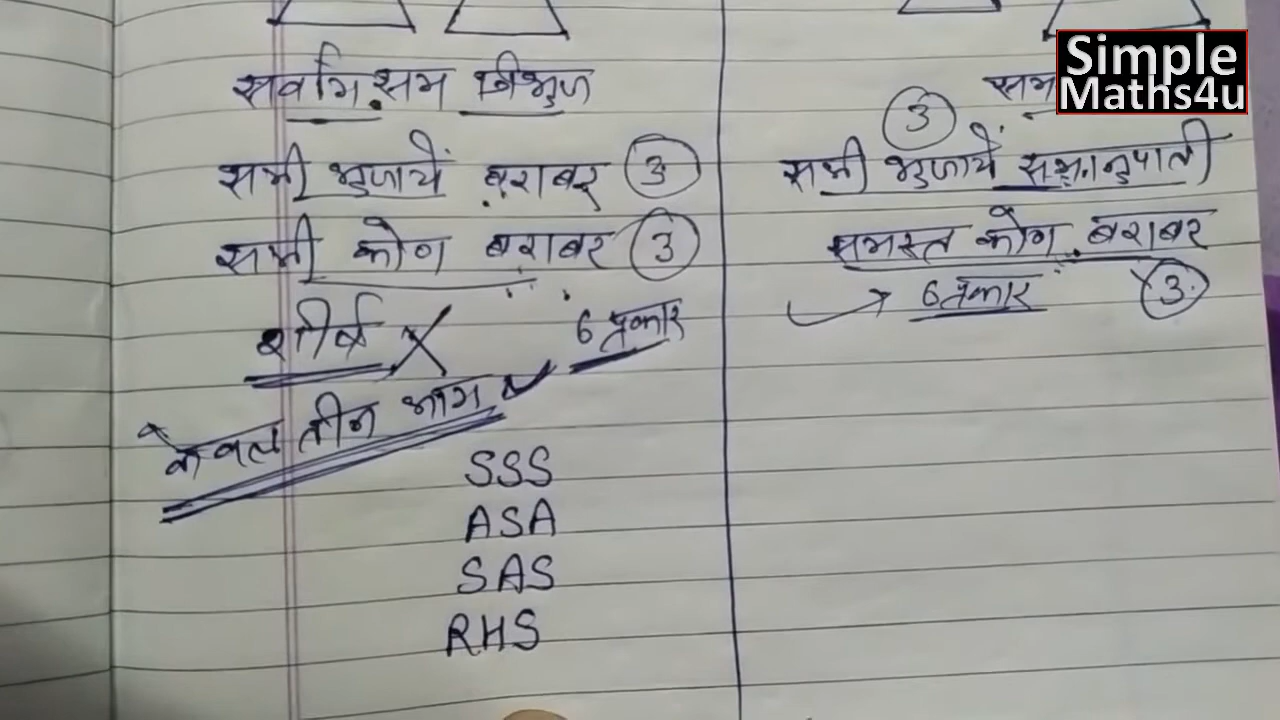 Simple
Maths4u
सर्वांगसम त्रिभुज
सभी भुजायें बराबर 3
सभी कोण बराबर 3
शीर्ष X
6 प्रकार
केवल तीन भाग
SSS
ASA
SAS
RHS
सम
3
सभी भुजायें समानुपाती
समस्त कोण बराबर
6 प्रकार
3